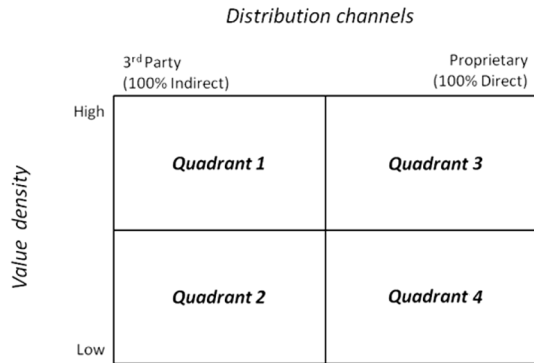 Distribution channels
3rd Party
(100% Indirect)
Proprietary
(100% Direct)
High
Quadrant 1
Quadrant 3
Value density
Quadrant 2
Quadrant 4
Low